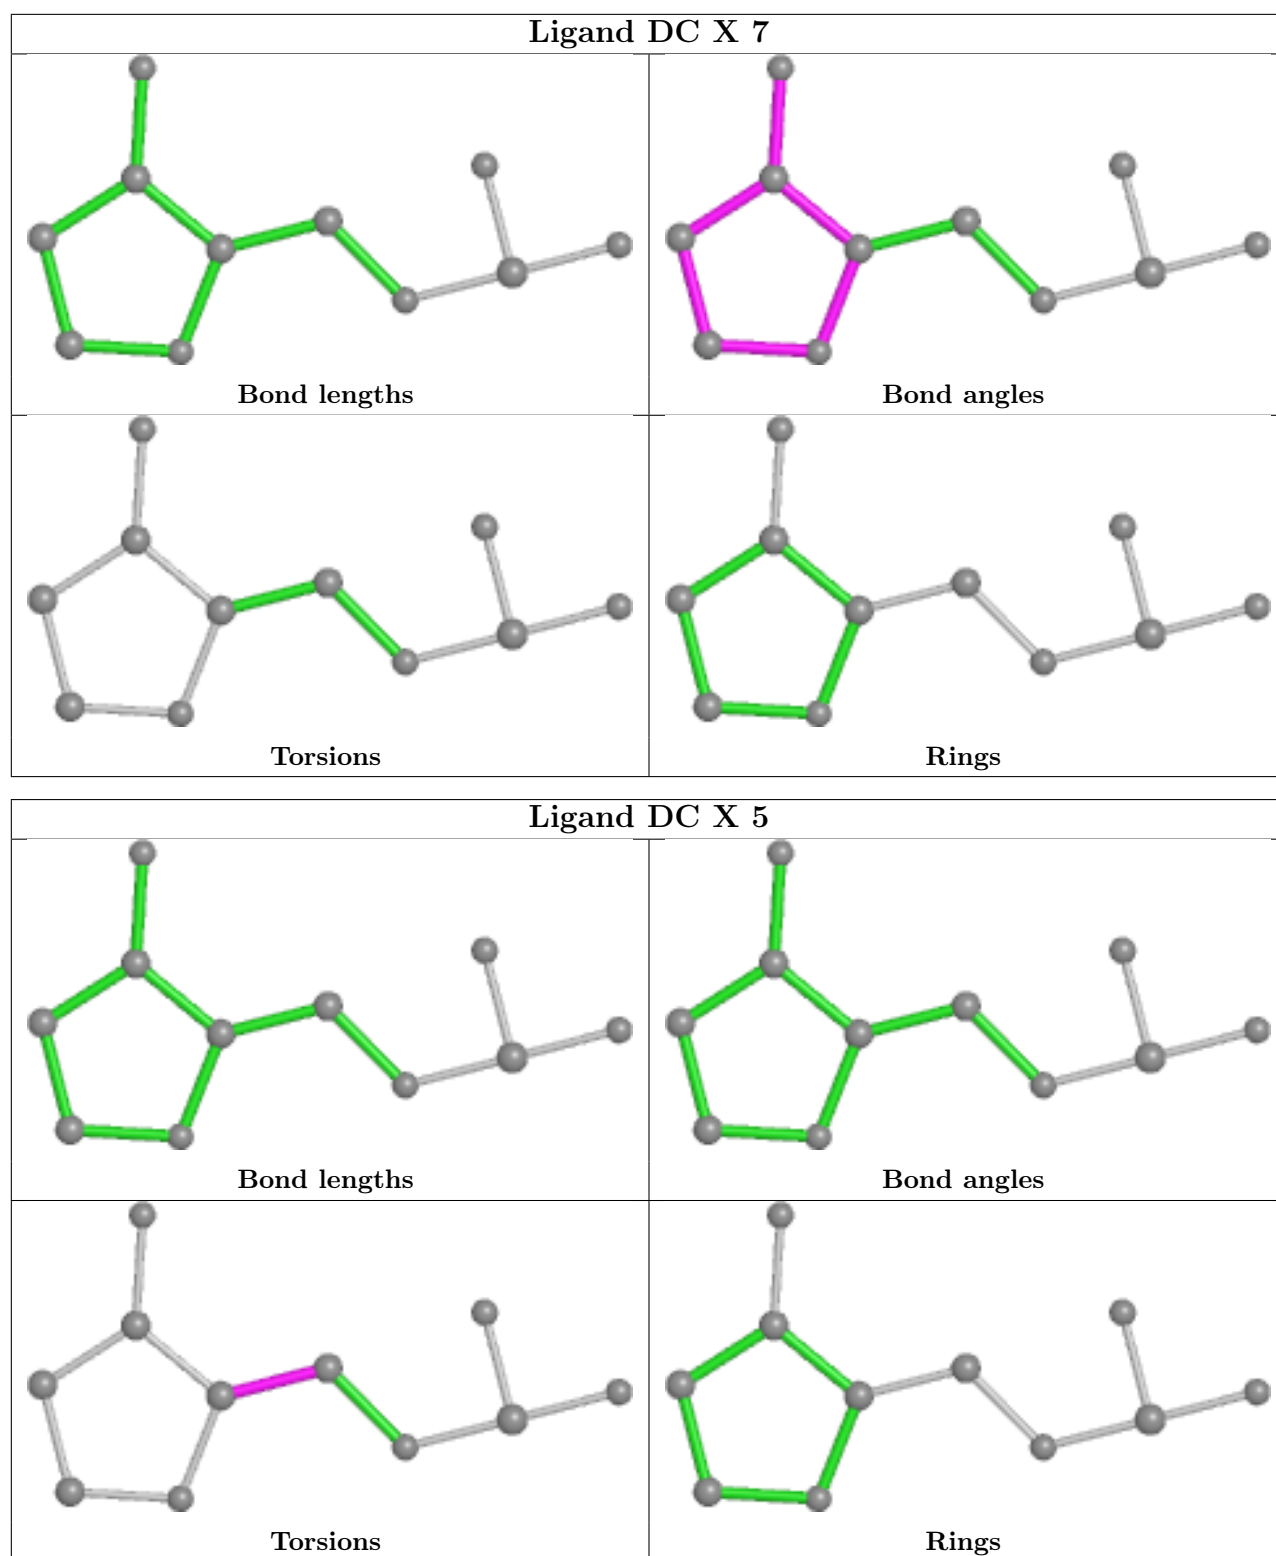 Ligand DC X 7
Bond lengths
Bond angles
Torsions
Rings
Ligand DC X 5
Bond lengths
Bond angles
Torsions
Rings